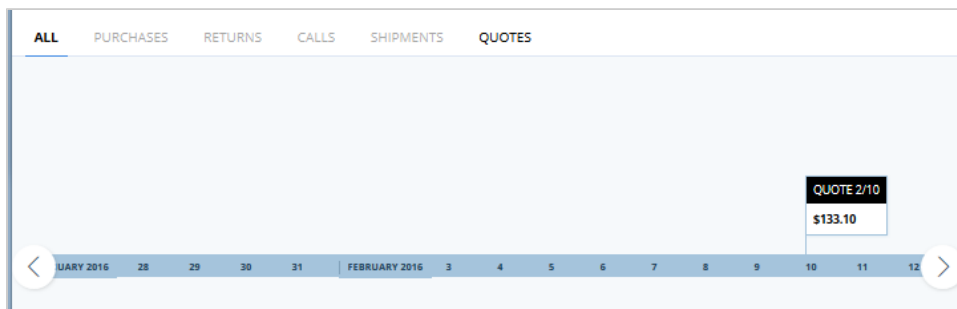 ALL PURCHASES RETURNS CALLS SHIPMENTS QUOTES
QUOTE 2/10
$133.10
UARY 2016 28 29 30 31 FEBRUARY 2016 3 4 5 6 7 8 9 10 11 12